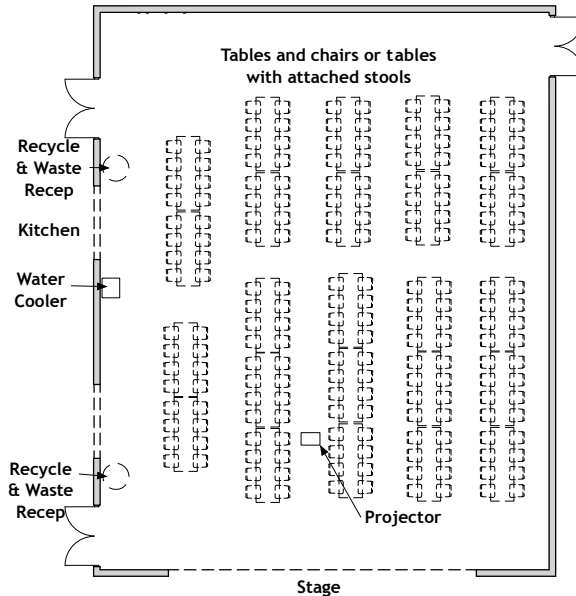 Tables and chairs or tables
with attached stools
Recycle
& Waste
Recep
Kitchen
Water
Cooler
Recycle
& Waste
Recep
Projector
Stage